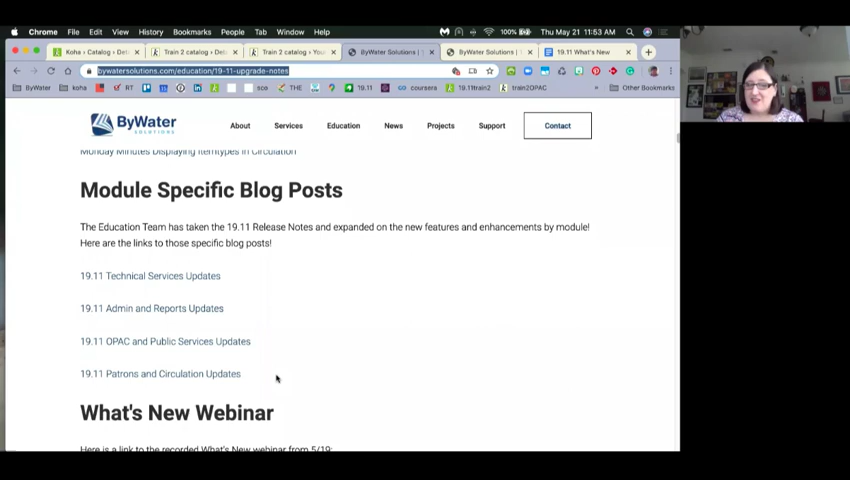 Chrome File Edit View History Bookmarks People Tab Window Help 100% Thu May 21 11:53 AM
Koha › Catalog › Det Train 2 catalog › Det Train 2 catalog › You ByWater Solutions | ByWater Solutions | 19.11 What's New
bywatersolutions.com/education/19-11-upgrade-notes
ByWater koha RT sco THE 19.11 coursera 19.11train2 train2OPAC » Other Bookmarks
ByWater
SOLUTIONS
About Services Education News Projects Support Contact
Monday Minutes Displaying Itemtypes in Circulation
Module Specific Blog Posts
The Education Team has taken the 19.11 Release Notes and expanded on the new features and enhancements by module!
Here are the links to those specific blog posts!
19.11 Technical Services Updates
19.11 Admin and Reports Updates
19.11 OPAC and Public Services Updates
19.11 Patrons and Circulation Updates
What's New Webinar
Here is a link to the recorded What's New webinar from 5/19: